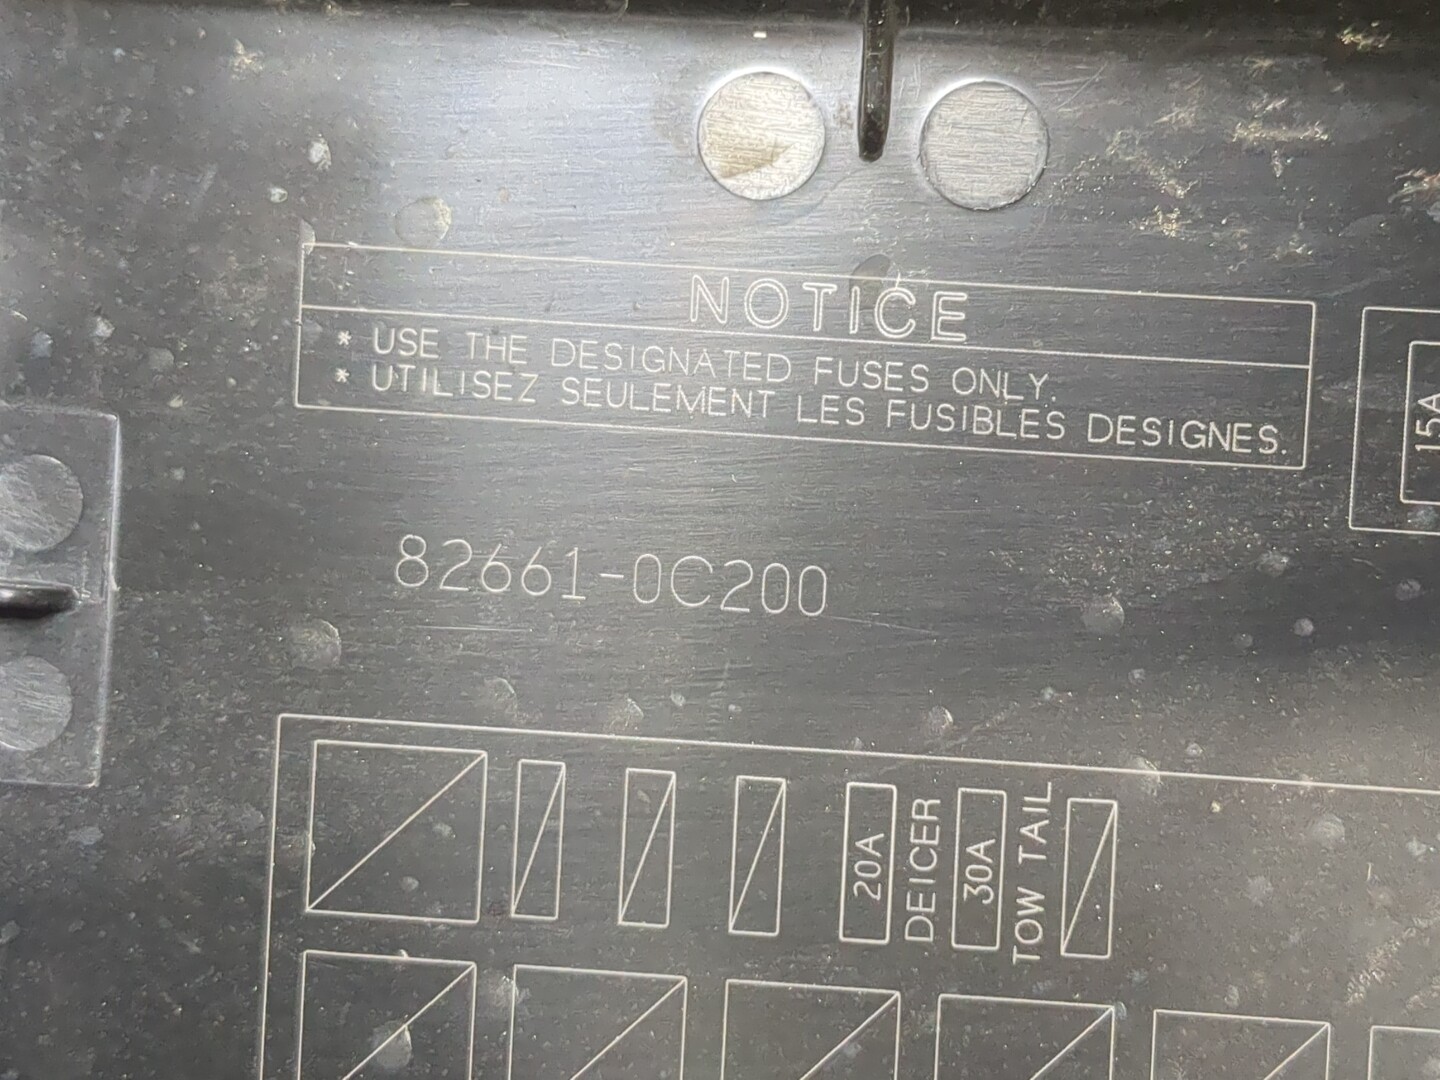 NOTICE
* USE THE DESIGNATED FUSES ONLY.
* UTILISEZ SEULEMENT LES FUSIBLES DESIGNES.
15A
82661-0C200
20A
DEICER
30A
TOW TAIL